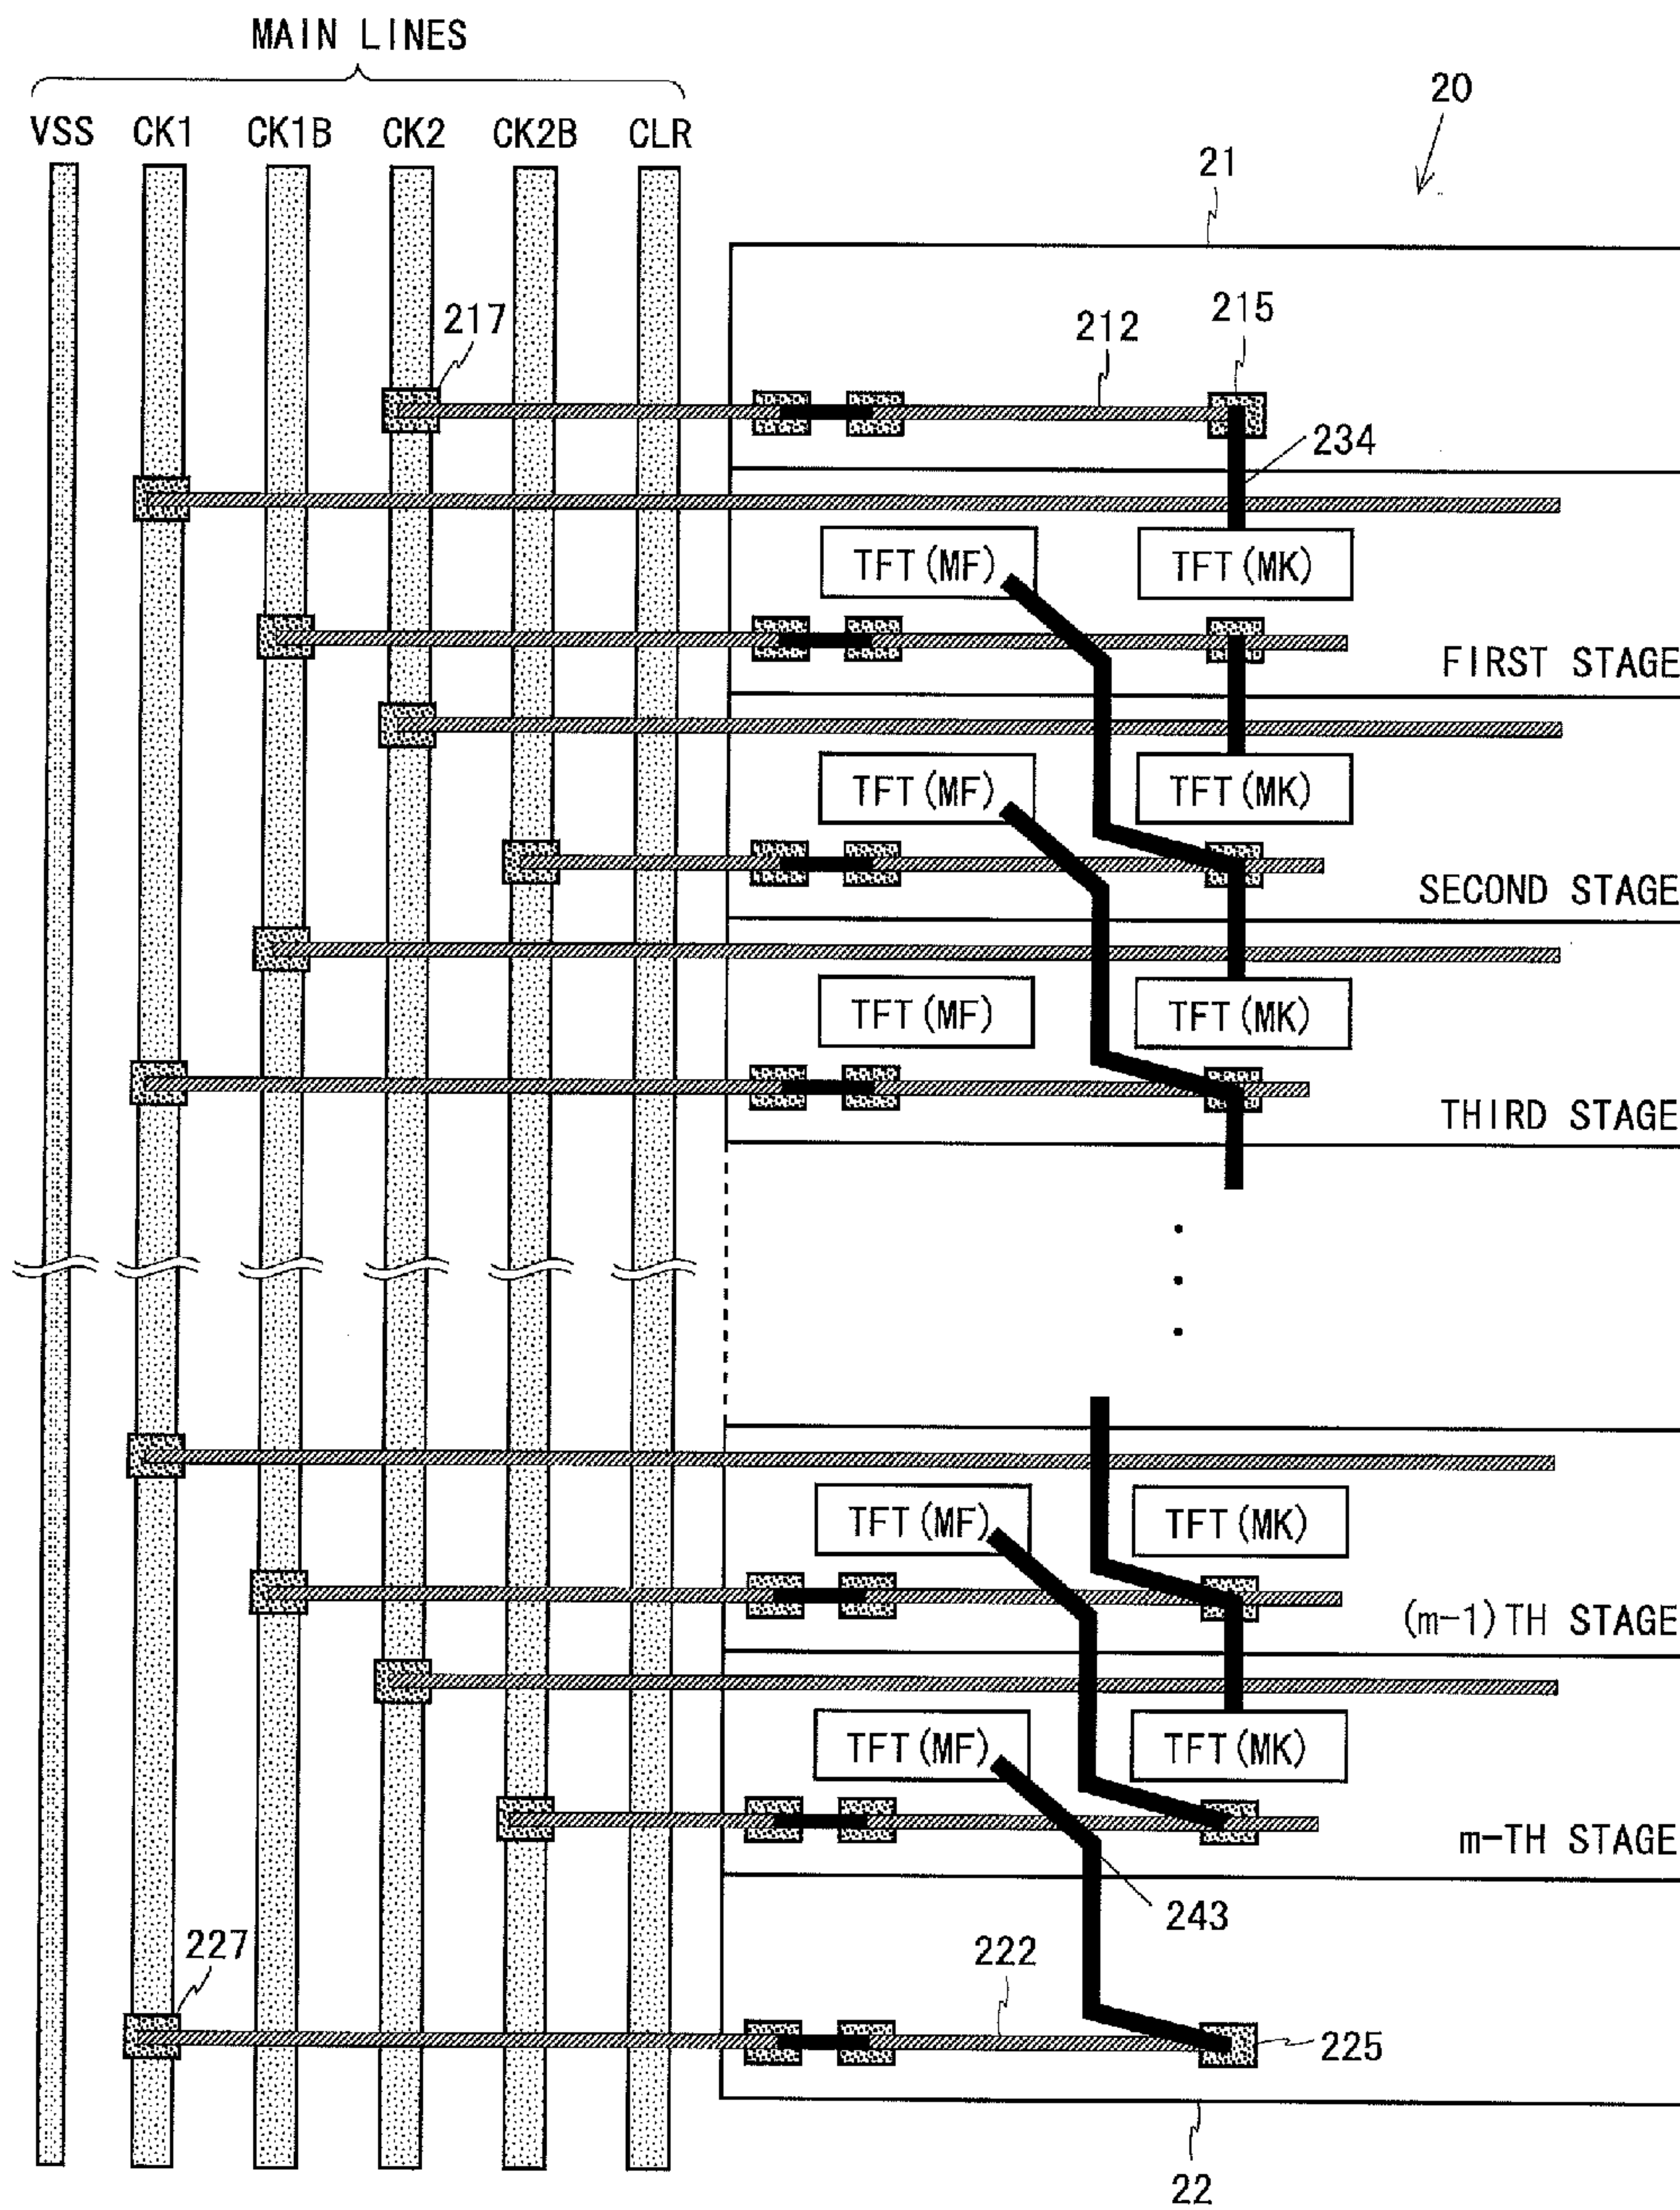 MAIN LINES
VSS CK1 CK1B CK2 CK2B CLR
20
21
217
212
215
234
TFT(MF) TFT(MK)
FIRST STAGE
TFT(MF) TFT(MK)
SECOND STAGE
TFT(MF) TFT(MK)
THIRD STAGE
TFT(MF) TFT(MK)
(m-1)TH STAGE
TFT(MF) TFT(MK)
m-TH STAGE
243
227
222
225
22